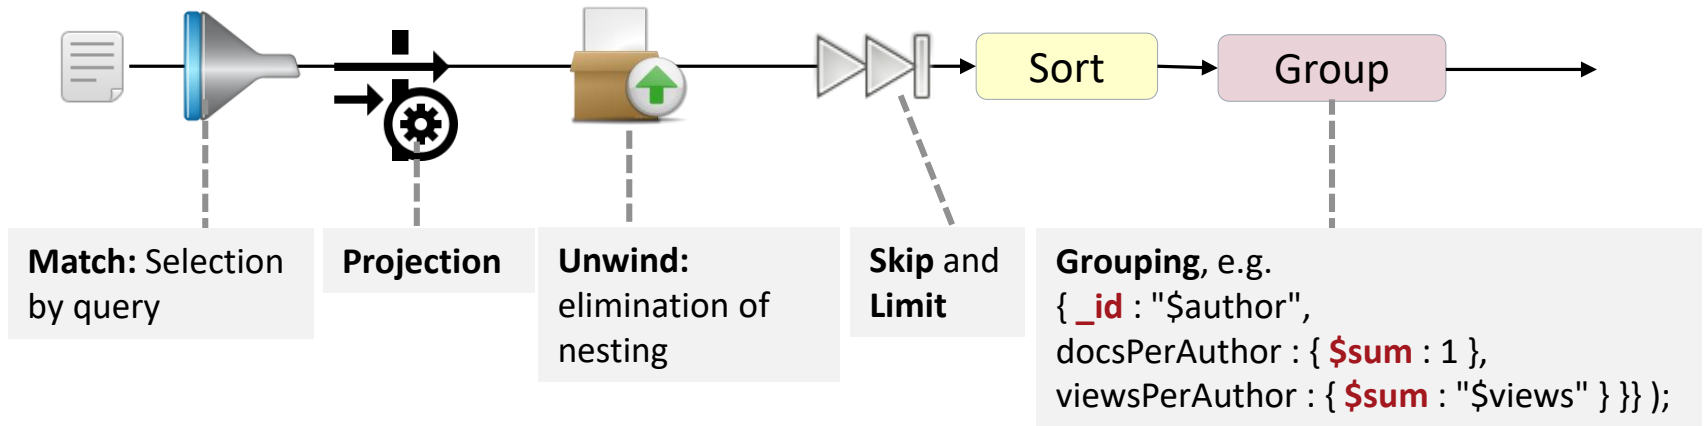 Sort
Group
Match: Selection
by query
Projection
Unwind:
elimination of
nesting
Skip and
Limit
Grouping, e.g.
{ _id : "$author",
docsPerAuthor : { $sum : 1 },
viewsPerAuthor : { $sum : "$views" } }} );